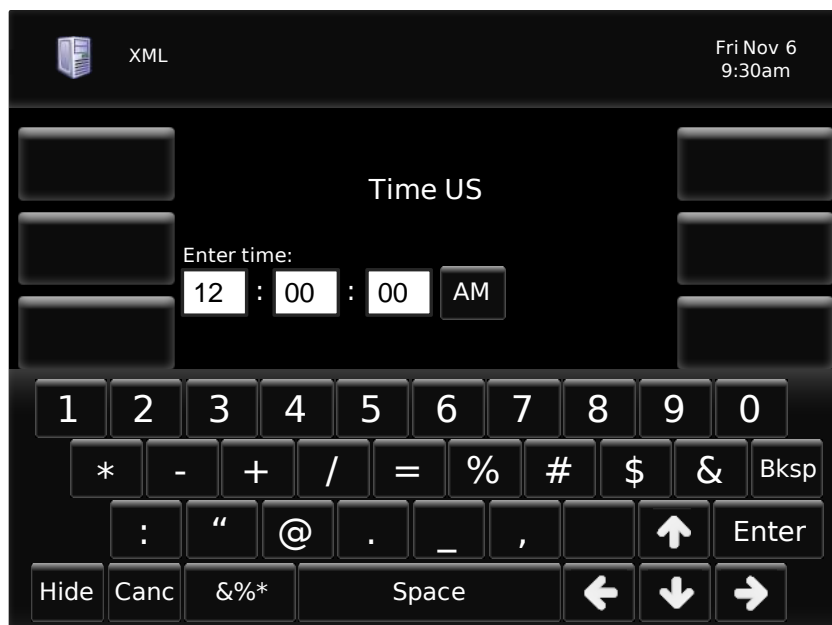 XML
Fri Nov 6
9:30am
Time US
Enter time:
12 : 00 : 00 AM
1 2 3 4 5 6 7 8 9 0
* - + / = % # $ & Bksp
: “ @ . _ , Enter
Hide Canc &%* Space